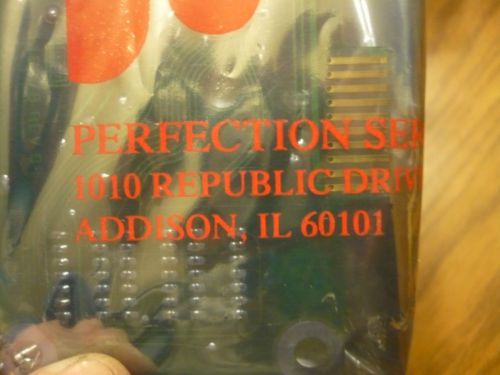 PERFECTION SER
1010 REPUBLIC DRIV
ADDISON, IL 60101